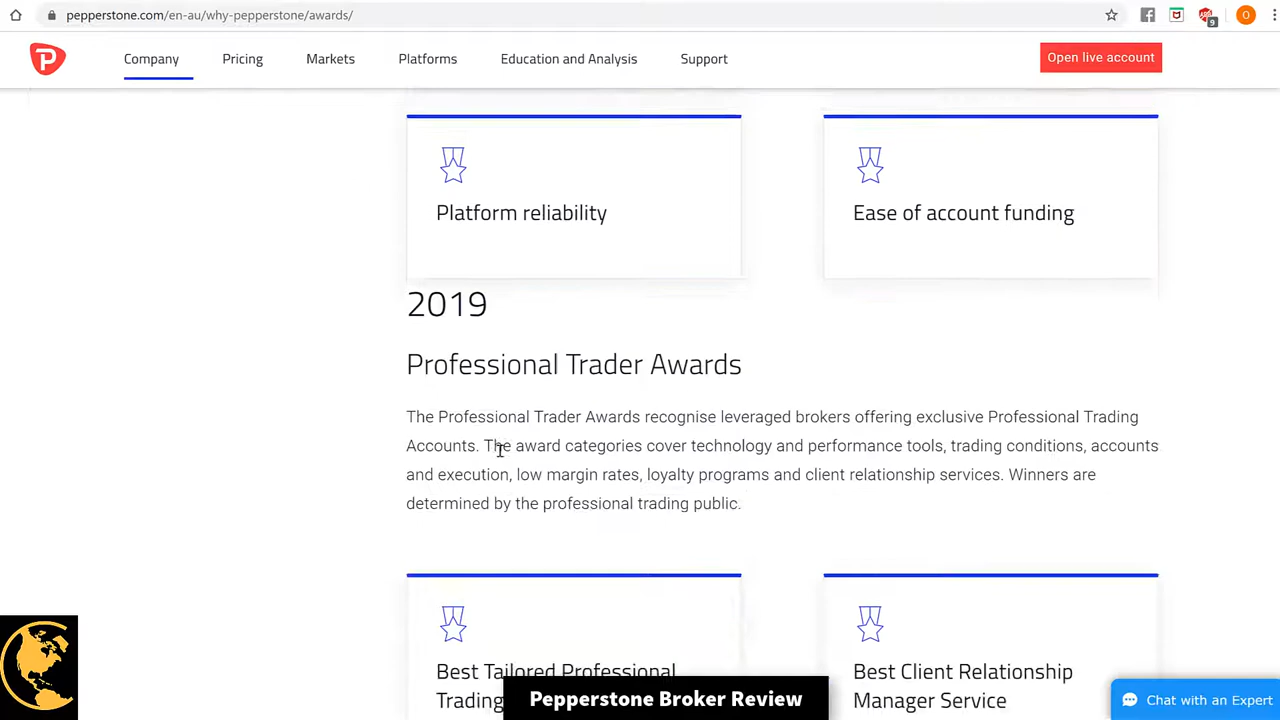 pepperstone.com/en-au/why-pepperstone/awards/
9
O
P
Company Pricing Markets Platforms Education and Analysis Support
Open live account
Platform reliability
Ease of account funding
2019
Professional Trader Awards
The Professional Trader Awards recognise leveraged brokers offering exclusive Professional Trading
Accounts. The award categories cover technology and performance tools, trading conditions, accounts
and execution, low margin rates, loyalty programs and client relationship services. Winners are
determined by the professional trading public.
Best Tailored Professional
Trading
Best Client Relationship
Manager Service
Pepperstone Broker Review
Chat with an Expert